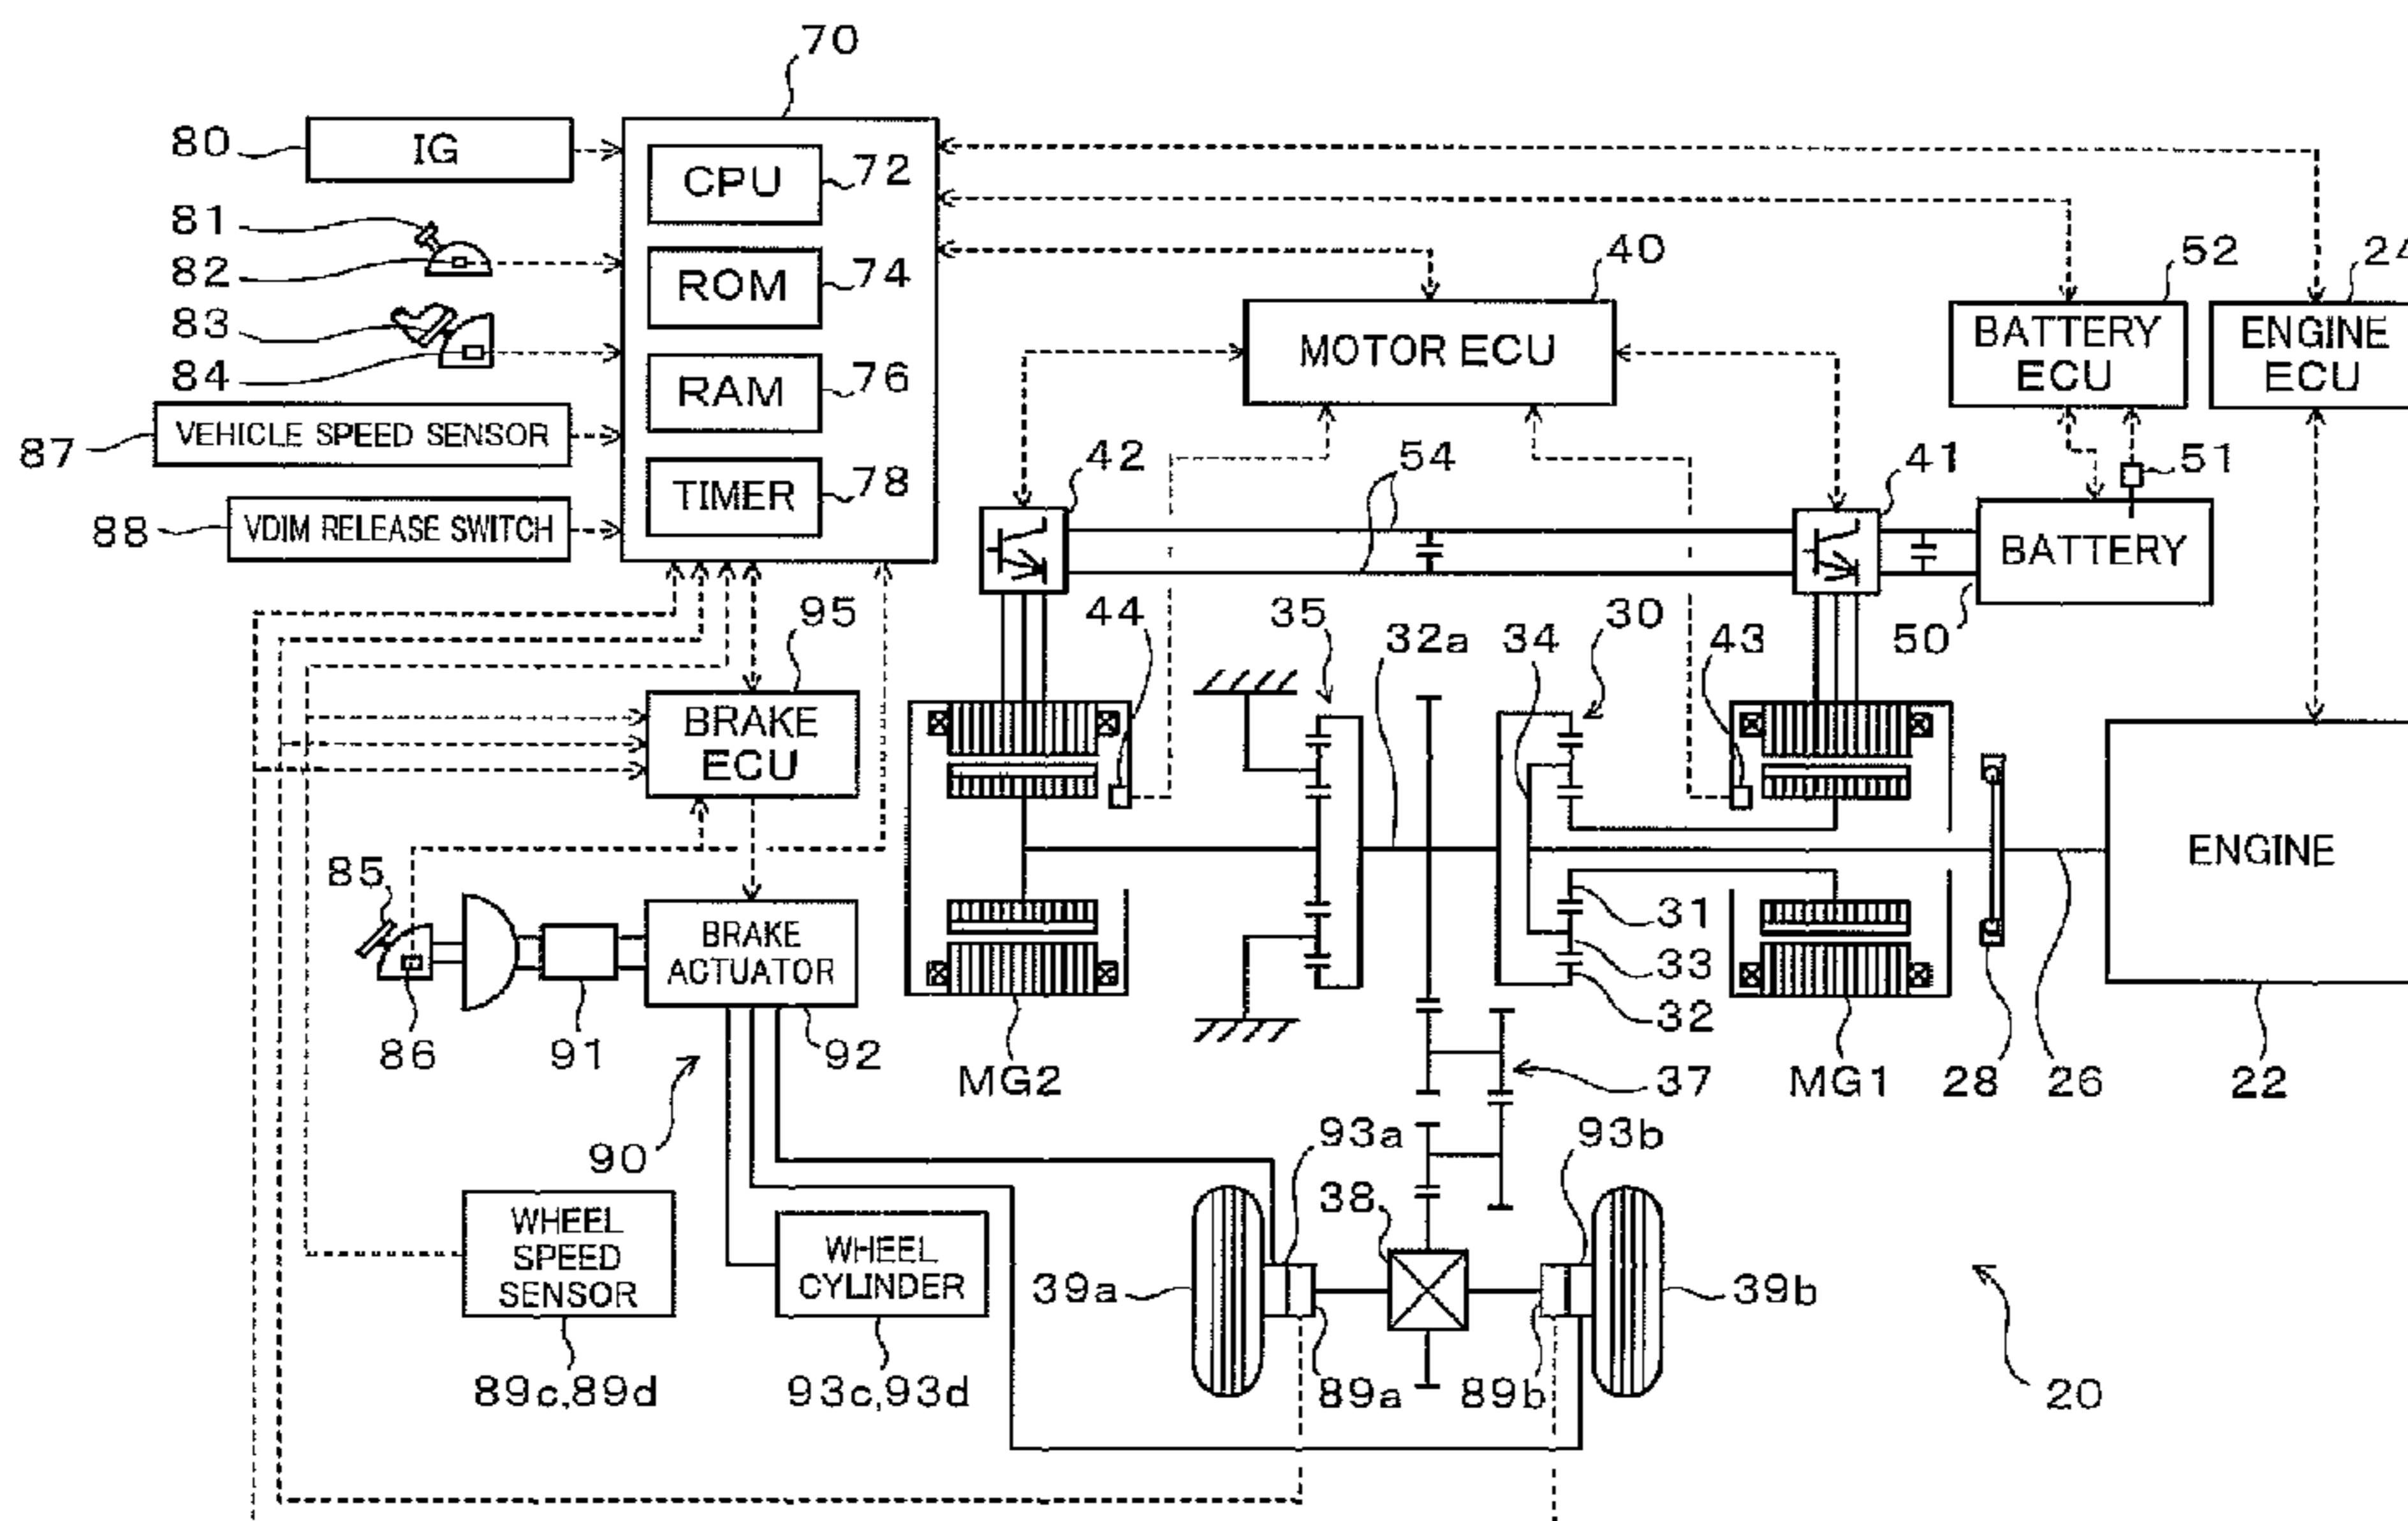 70
80
IG
CPU
72
81
82
ROM
74
83
84
RAM
76
87
VEHICLE SPEED SENSOR
TIMER
78
88
VDIM RELEASE SWITCH
40
MOTOR ECU
52
BATTERY
ECU
24
ENGINE
ECU
42
54
41
51
BATTERY
50
95
BRAKE
ECU
44
35
32a
34
30
43
ENGINE
85
BRAKE
ACTUATOR
86
91
92
90
MG2
31
33
32
37
MG1
28
26
22
93a
93b
38
WHEEL
SPEED
SENSOR
89c,89d
WHEEL
CYLINDER
93c,93d
39a
89a
89b
39b
20